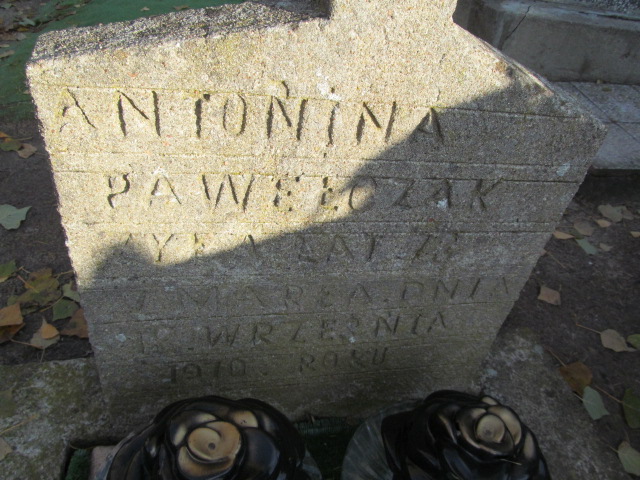 ANTONINA
PAWEŁCZAK
ŻYŁA LAT
ZMARŁA. DNIA
WRZEŚNIA
1970. ROKU